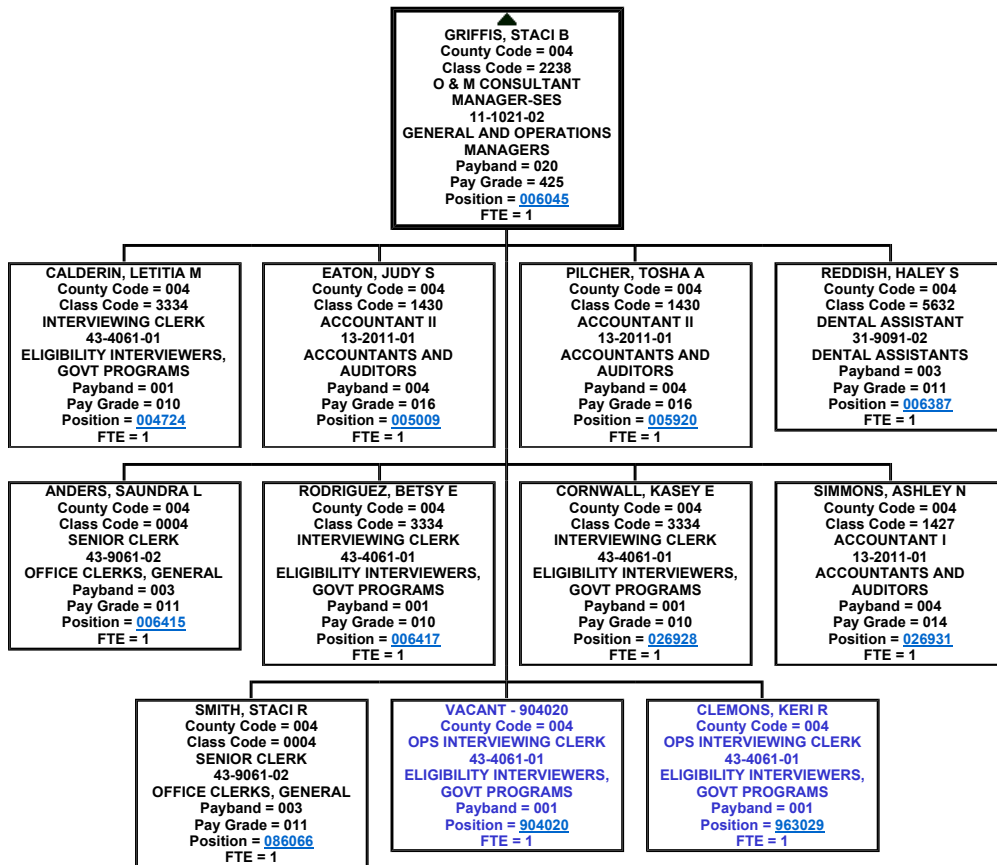 GRIFFIS, STACI B
County Code = 004
Class Code = 2238
O & M CONSULTANT
MANAGER-SES
11-1021-02
GENERAL AND OPERATIONS
MANAGERS
Payband = 020
Pay Grade = 425
Position = 006045
FTE = 1
CALDERIN, LETITIA M
County Code = 004
Class Code = 3334
INTERVIEWING CLERK
43-4061-01
ELIGIBILITY INTERVIEWERS,
GOVT PROGRAMS
Payband = 001
Pay Grade = 010
Position = 004724
FTE = 1
EATON, JUDY S
County Code = 004
Class Code = 1430
ACCOUNTANT II
13-2011-01
ACCOUNTANTS AND
AUDITORS
Payband = 004
Pay Grade = 016
Position = 005009
FTE = 1
PILCHER, TOSHA A
County Code = 004
Class Code = 1430
ACCOUNTANT II
13-2011-01
ACCOUNTANTS AND
AUDITORS
Payband = 004
Pay Grade = 016
Position = 005920
FTE = 1
REDDISH, HALEY S
County Code = 004
Class Code = 5632
DENTAL ASSISTANT
31-9091-02
DENTAL ASSISTANTS
Payband = 003
Pay Grade = 011
Position = 006387
FTE = 1
ANDERS, SAUNDRA L
County Code = 004
Class Code = 0004
SENIOR CLERK
43-9061-02
OFFICE CLERKS, GENERAL
Payband = 003
Pay Grade = 011
Position = 006415
FTE = 1
RODRIGUEZ, BETSY E
County Code = 004
Class Code = 3334
INTERVIEWING CLERK
43-4061-01
ELIGIBILITY INTERVIEWERS,
GOVT PROGRAMS
Payband = 001
Pay Grade = 010
Position = 006417
FTE = 1
CORNWALL, KASEY E
County Code = 004
Class Code = 3334
INTERVIEWING CLERK
43-4061-01
ELIGIBILITY INTERVIEWERS,
GOVT PROGRAMS
Payband = 001
Pay Grade = 010
Position = 026928
FTE = 1
SIMMONS, ASHLEY N
County Code = 004
Class Code = 1427
ACCOUNTANT I
13-2011-01
ACCOUNTANTS AND
AUDITORS
Payband = 004
Pay Grade = 014
Position = 026931
FTE = 1
SMITH, STACI R
County Code = 004
Class Code = 0004
SENIOR CLERK
43-9061-02
OFFICE CLERKS, GENERAL
Payband = 003
Pay Grade = 011
Position = 086066
FTE = 1
VACANT - 904020
County Code = 004
OPS INTERVIEWING CLERK
43-4061-01
ELIGIBILITY INTERVIEWERS,
GOVT PROGRAMS
Payband = 001
Position = 904020
FTE = 1
CLEMONS, KERI R
County Code = 004
OPS INTERVIEWING CLERK
43-4061-01
ELIGIBILITY INTERVIEWERS,
GOVT PROGRAMS
Payband = 001
Position = 963029
FTE = 1